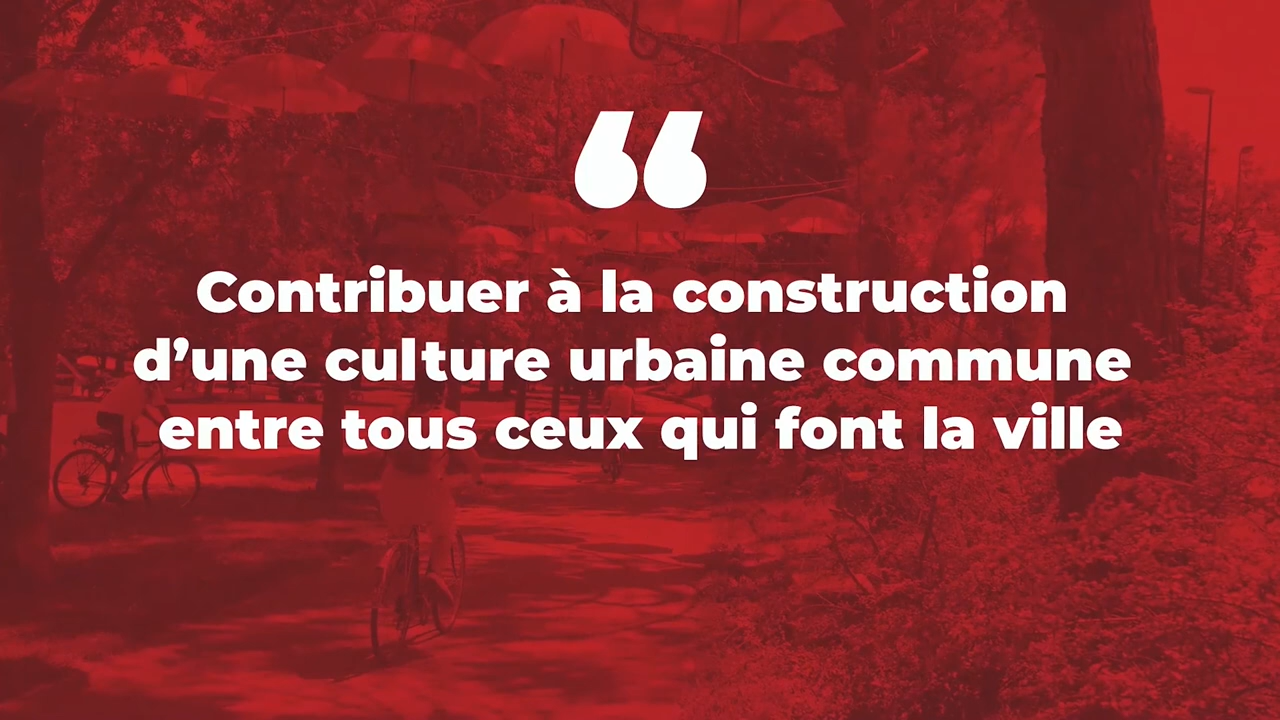 “
Contribuer à la construction
d’une culture urbaine commune
entre tous ceux qui font la ville